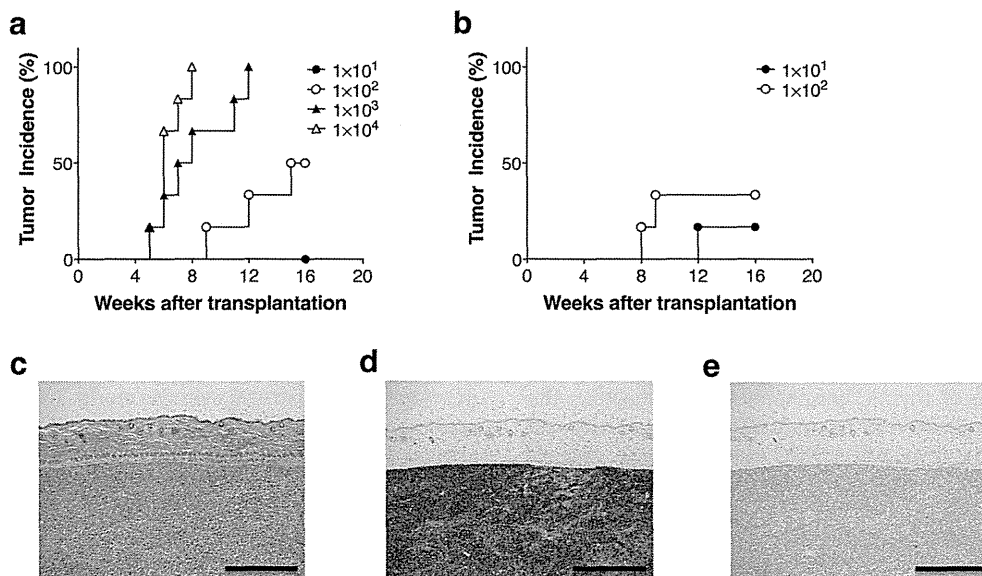 a
Tumor Incidence (%)
100
50
0
0 4 8 12 16 20
Weeks after transplantation
1×10¹
1×10²
1×10³
1×10⁴
b
Tumor Incidence (%)
100
50
0
0 4 8 12 16 20
Weeks after transplantation
1×10¹
1×10²
c
d
e